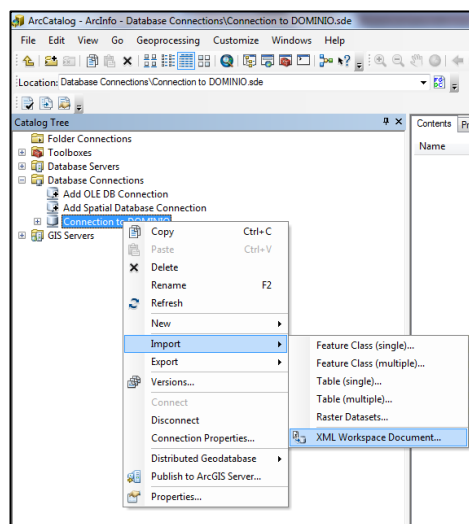 ArcCatalog - ArcInfo - Database Connections\Connection to DOMINIO.sde
File Edit View Go Geoprocessing Customize Windows Help
Location: Database Connections\Connection to DOMINIO.sde
Catalog Tree
Contents
Folder Connections
Name
Toolboxes
Database Servers
Database Connections
Add OLE DB Connection
Add Spatial Database Connection
Connection to DOMINIO
GIS Servers
Copy Ctrl+C
Paste Ctrl+V
Delete
Rename F2
Refresh
New
Import
Export
Versions...
Connect
Disconnect
Connection Properties...
Distributed Geodatabase
Publish to ArcGIS Server...
Properties...
Feature Class (single)...
Feature Class (multiple)...
Table (single)...
Table (multiple)...
Raster Datasets...
XML Workspace Document...